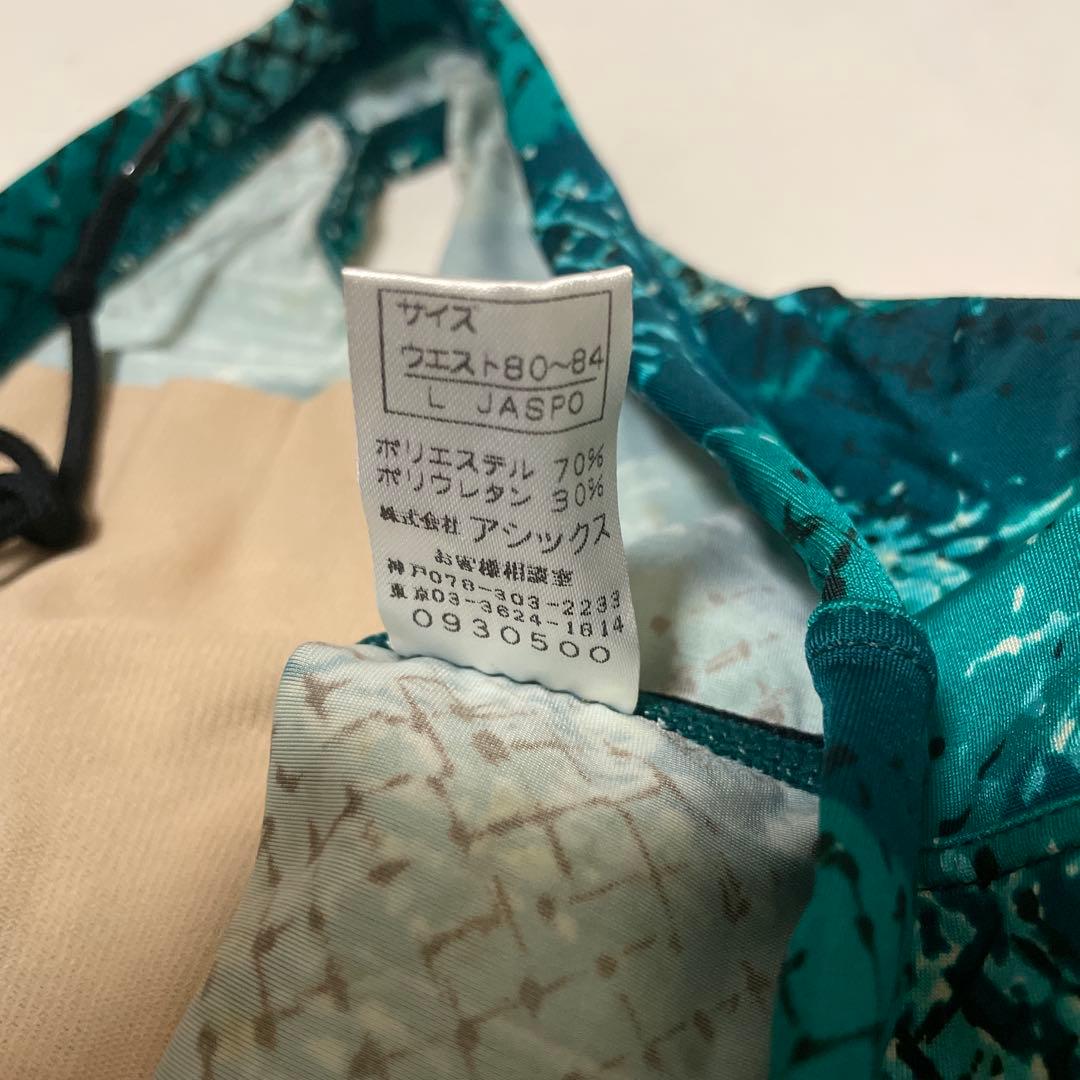 サイズ
ウエスト80〜84
L JASPO
ポリエステル 70%
ポリウレタン 30%
株式会社 アシックス
お客様相談室
神戸078-303-2233
東京03-3624-1814
0930500